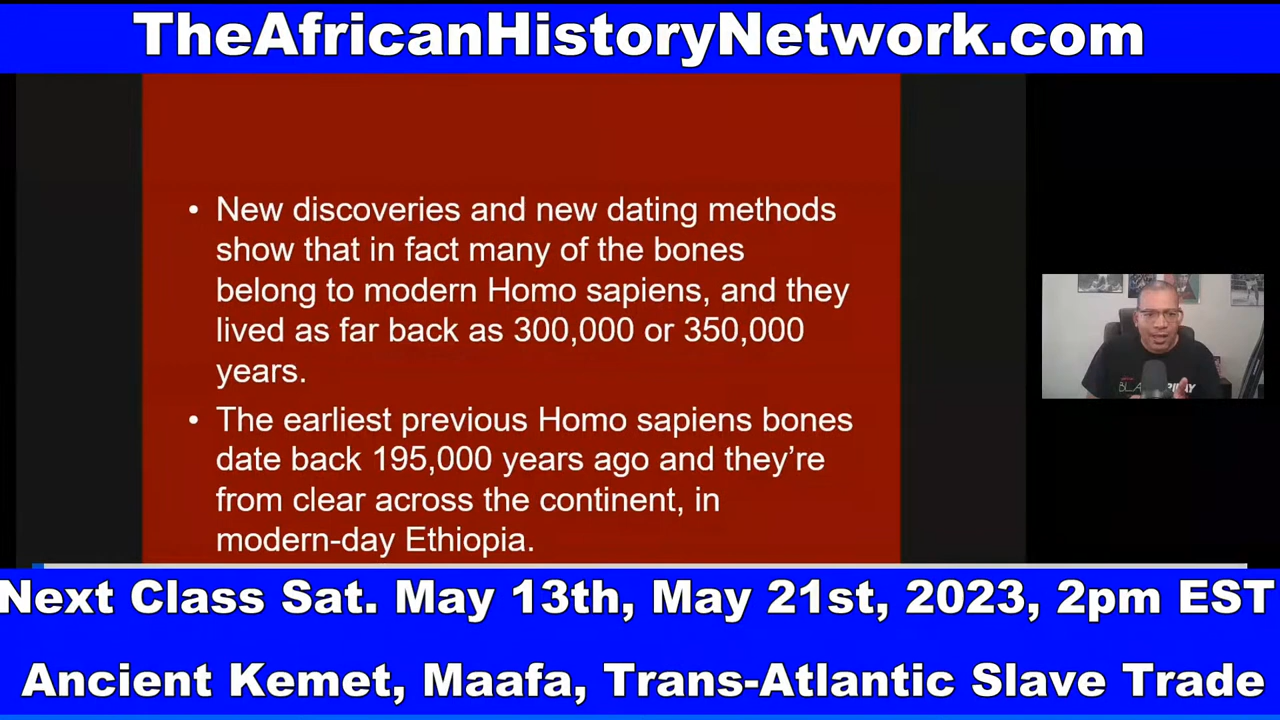 TheAfricanHistoryNetwork.com
• New discoveries and new dating methods
show that in fact many of the bones
belong to modern Homo sapiens, and they
lived as far back as 300,000 or 350,000
years.
• The earliest previous Homo sapiens bones
date back 195,000 years ago and they’re
from clear across the continent, in
modern-day Ethiopia.
Next Class Sat. May 13th, May 21st, 2023, 2pm EST
Ancient Kemet, Maafa, Trans-Atlantic Slave Trade